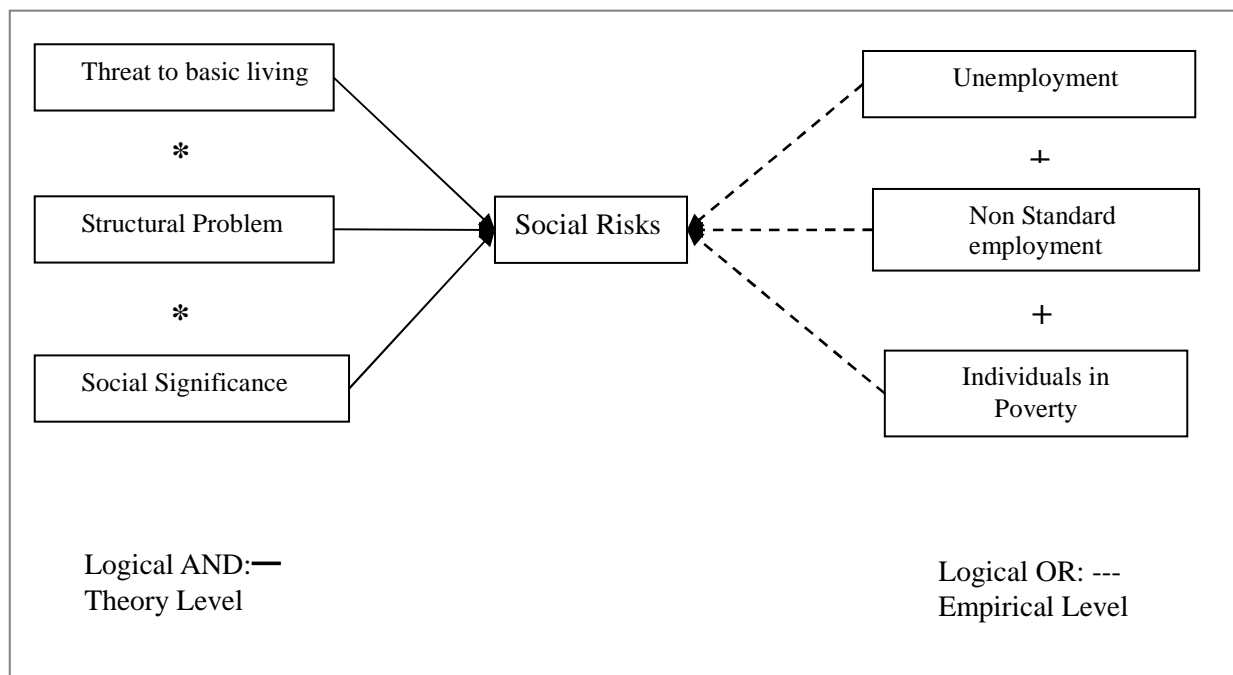 Threat to basic living
*
Structural Problem
*
Social Significance
Social Risks
Unemployment
+
Non Standard
employment
+
Individuals in
Poverty
Logical AND:—
Theory Level
Logical OR: ---
Empirical Level